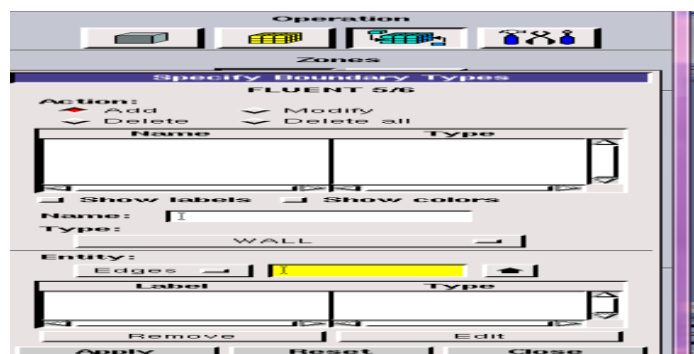 Operation
Zones
Specify Boundary Types
FLUENT 5/6
Action:
Add Modify
Delete Delete all
Name Type
Show labels Show colors
Name:
Type:
WALL
Entity:
Edges
Label Type
Remove Edit
Apply Reset Close